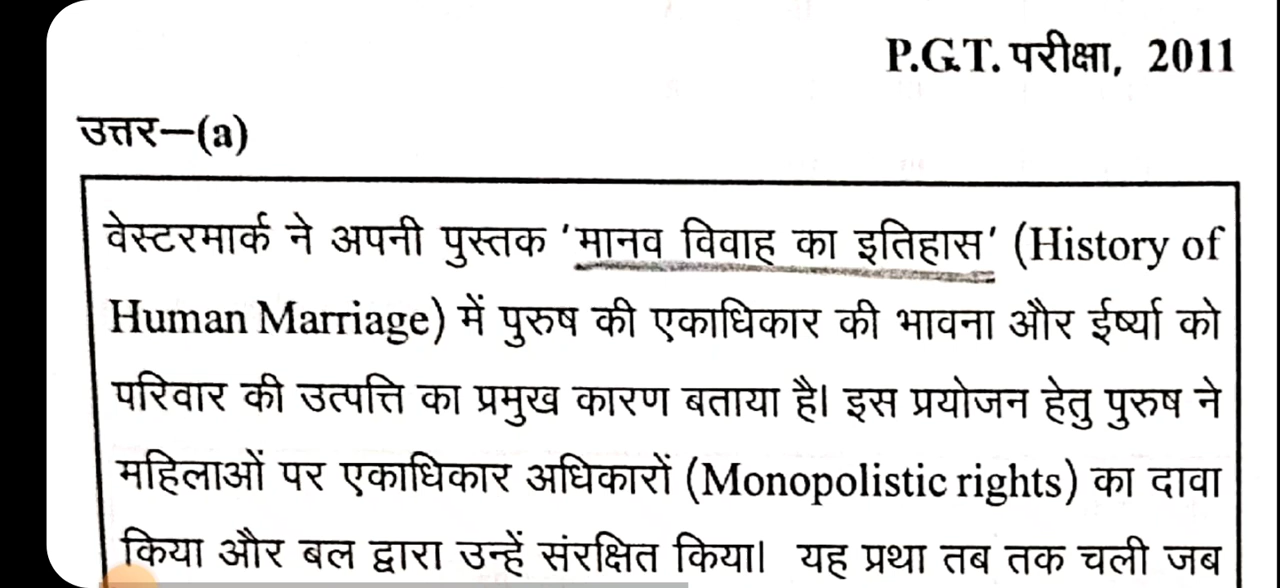 P.G.T. परीक्षा, 2011
उत्तर–(a)
वेस्टरमार्क ने अपनी पुस्तक 'मानव विवाह का इतिहास' (History of
Human Marriage) में पुरुष की एकाधिकार की भावना और ईर्ष्या को
परिवार की उत्पत्ति का प्रमुख कारण बताया है। इस प्रयोजन हेतु पुरुष ने
महिलाओं पर एकाधिकार अधिकारों (Monopolistic rights) का दावा
किया और बल द्वारा उन्हें संरक्षित किया। यह प्रथा तब तक चली जब